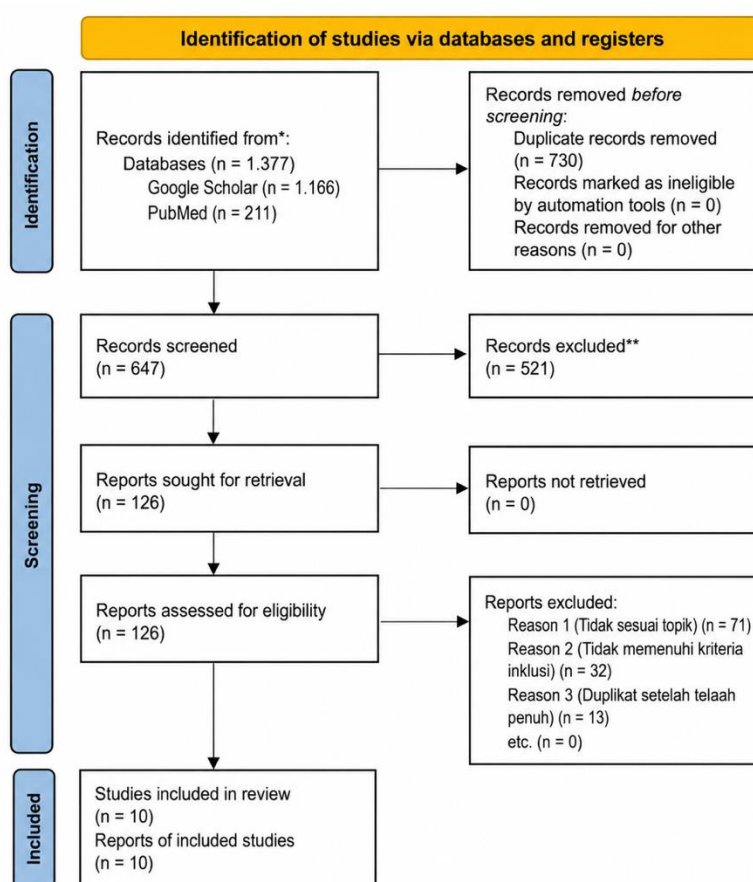 Identification of studies via databases and registers
Identification
Records identified from*:
Databases (n = 1.377)
Google Scholar (n = 1.166)
PubMed (n = 211)
Records removed before
screening:
Duplicate records removed
(n = 730)
Records marked as ineligible
by automation tools (n = 0)
Records removed for other
reasons (n = 0)
Screening
Records screened
(n = 647)
Records excluded**
(n = 521)
Reports sought for retrieval
(n = 126)
Reports not retrieved
(n = 0)
Reports assessed for eligibility
(n = 126)
Reports excluded:
Reason 1 (Tidak sesuai topik) (n = 71)
Reason 2 (Tidak memenuhi kriteria
inklusi) (n = 32)
Reason 3 (Duplikat setelah telaah
penuh) (n = 13)
etc. (n = 0)
Included
Studies included in review
(n = 10)
Reports of included studies
(n = 10)